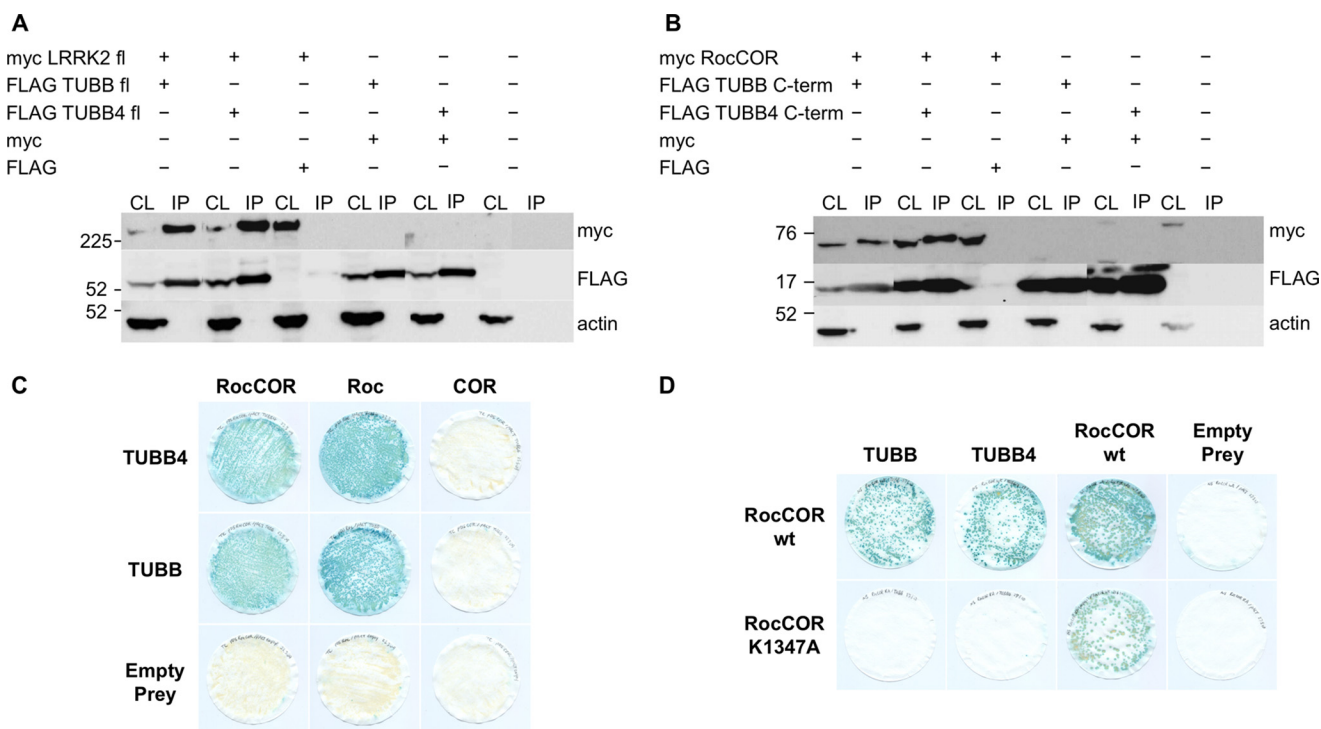 A
myc LRRK2 fl + + + – – –
FLAG TUBB fl + – – + – –
FLAG TUBB4 fl – + – – + –
myc – – – + + –
FLAG – – + – – –
CL IP CL IP CL IP CL IP CL IP CL IP
225 myc
52 FLAG
52 actin
B
myc RocCOR + + + – – –
FLAG TUBB C-term + – – + – –
FLAG TUBB4 C-term – + – – + –
myc – – – + + –
FLAG – – + – – –
CL IP CL IP CL IP CL IP CL IP CL IP
76 myc
17 FLAG
52 actin
C
RocCOR Roc COR
TUBB4
TUBB
Empty
Prey
D
TUBB TUBB4 RocCOR
wt Empty
Prey
RocCOR
wt
RocCOR
K1347A